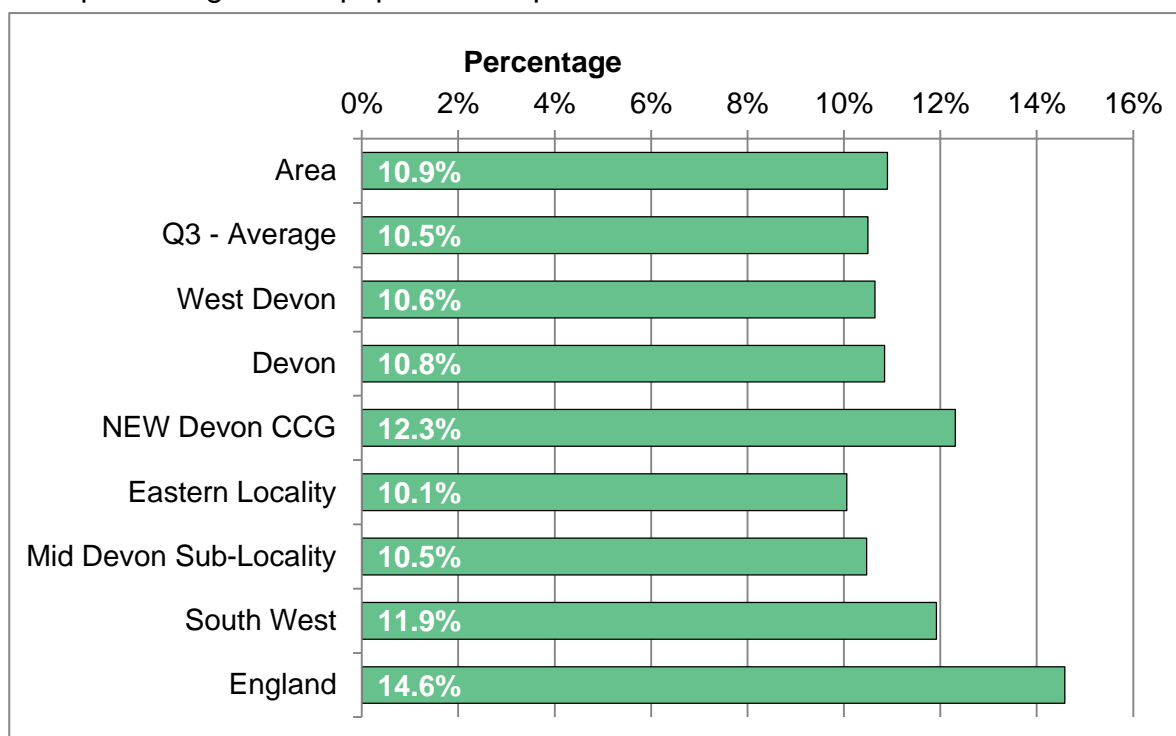 Percentage
0% 2% 4% 6% 8% 10% 12% 14% 16%
Area 10.9%
Q3 - Average 10.5%
West Devon 10.6%
Devon 10.8%
NEW Devon CCG 12.3%
Eastern Locality 10.1%
Mid Devon Sub-Locality 10.5%
South West 11.9%
England 14.6%